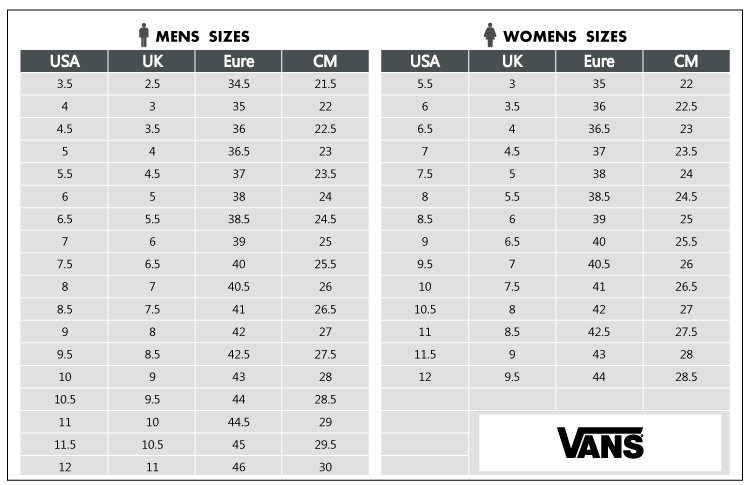 MENS SIZES
USA UK Eure CM
3.5 2.5 34.5 21.5
4 3 35 22
4.5 3.5 36 22.5
5 4 36.5 23
5.5 4.5 37 23.5
6 5 38 24
6.5 5.5 38.5 24.5
7 6 39 25
7.5 6.5 40 25.5
8 7 40.5 26
8.5 7.5 41 26.5
9 8 42 27
9.5 8.5 42.5 27.5
10 9 43 28
10.5 9.5 44 28.5
11 10 44.5 29
11.5 10.5 45 29.5
12 11 46 30
WOMENS SIZES
USA UK Eure CM
5.5 3 35 22
6 3.5 36 22.5
6.5 4 36.5 23
7 4.5 37 23.5
7.5 5 38 24
8 5.5 38.5 24.5
8.5 6 39 25
9 6.5 40 25.5
9.5 7 40.5 26
10 7.5 41 26.5
10.5 8 42 27
11 8.5 42.5 27.5
11.5 9 43 28
12 9.5 44 28.5
VANS